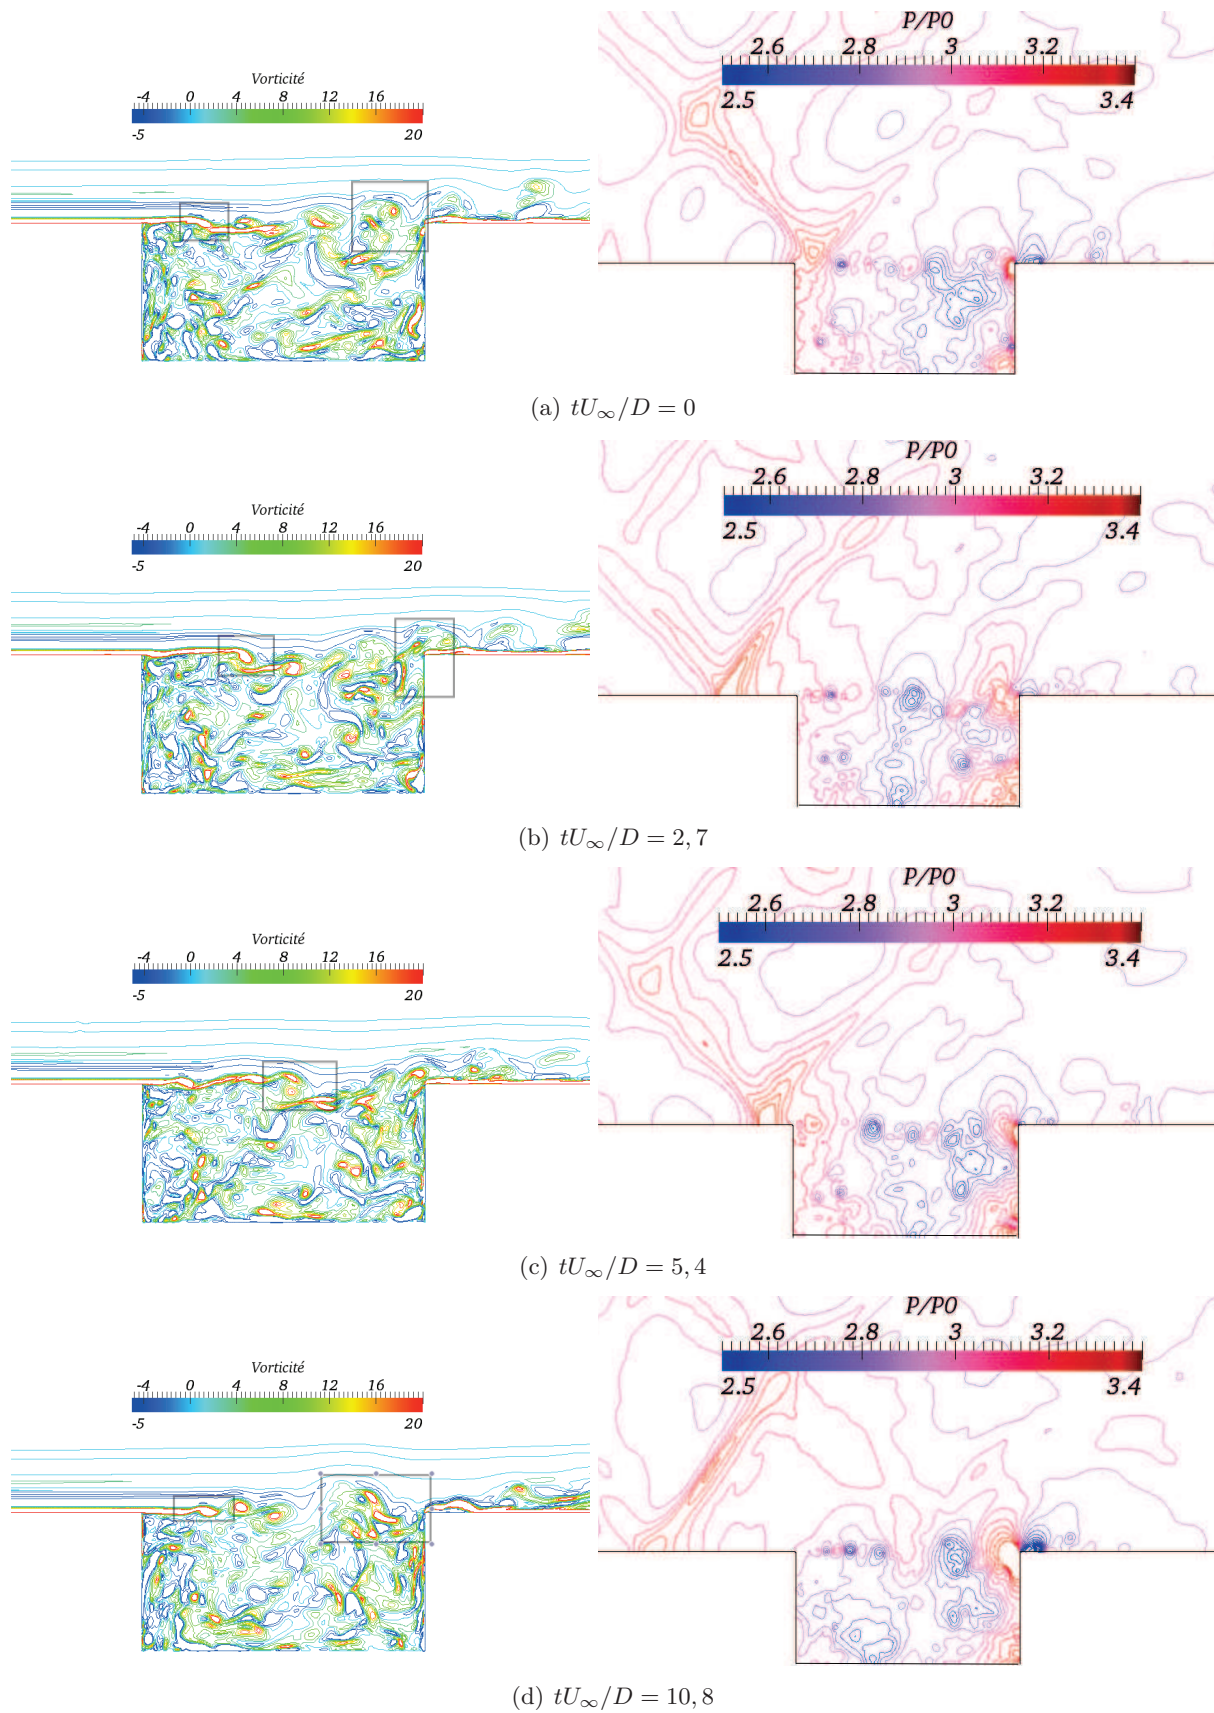 Vorticité
-4 0 4 8 12 16
-5 20
P/P0
2.6 2.8 3 3.2
2.5 3.4
(a) tU∞/D = 0
Vorticité
-4 0 4 8 12 16
-5 20
P/P0
2.6 2.8 3 3.2
2.5 3.4
(b) tU∞/D = 2, 7
Vorticité
-4 0 4 8 12 16
-5 20
P/P0
2.6 2.8 3 3.2
2.5 3.4
(c) tU∞/D = 5, 4
Vorticité
-4 0 4 8 12 16
-5 20
P/P0
2.6 2.8 3 3.2
2.5 3.4
(d) tU∞/D = 10, 8